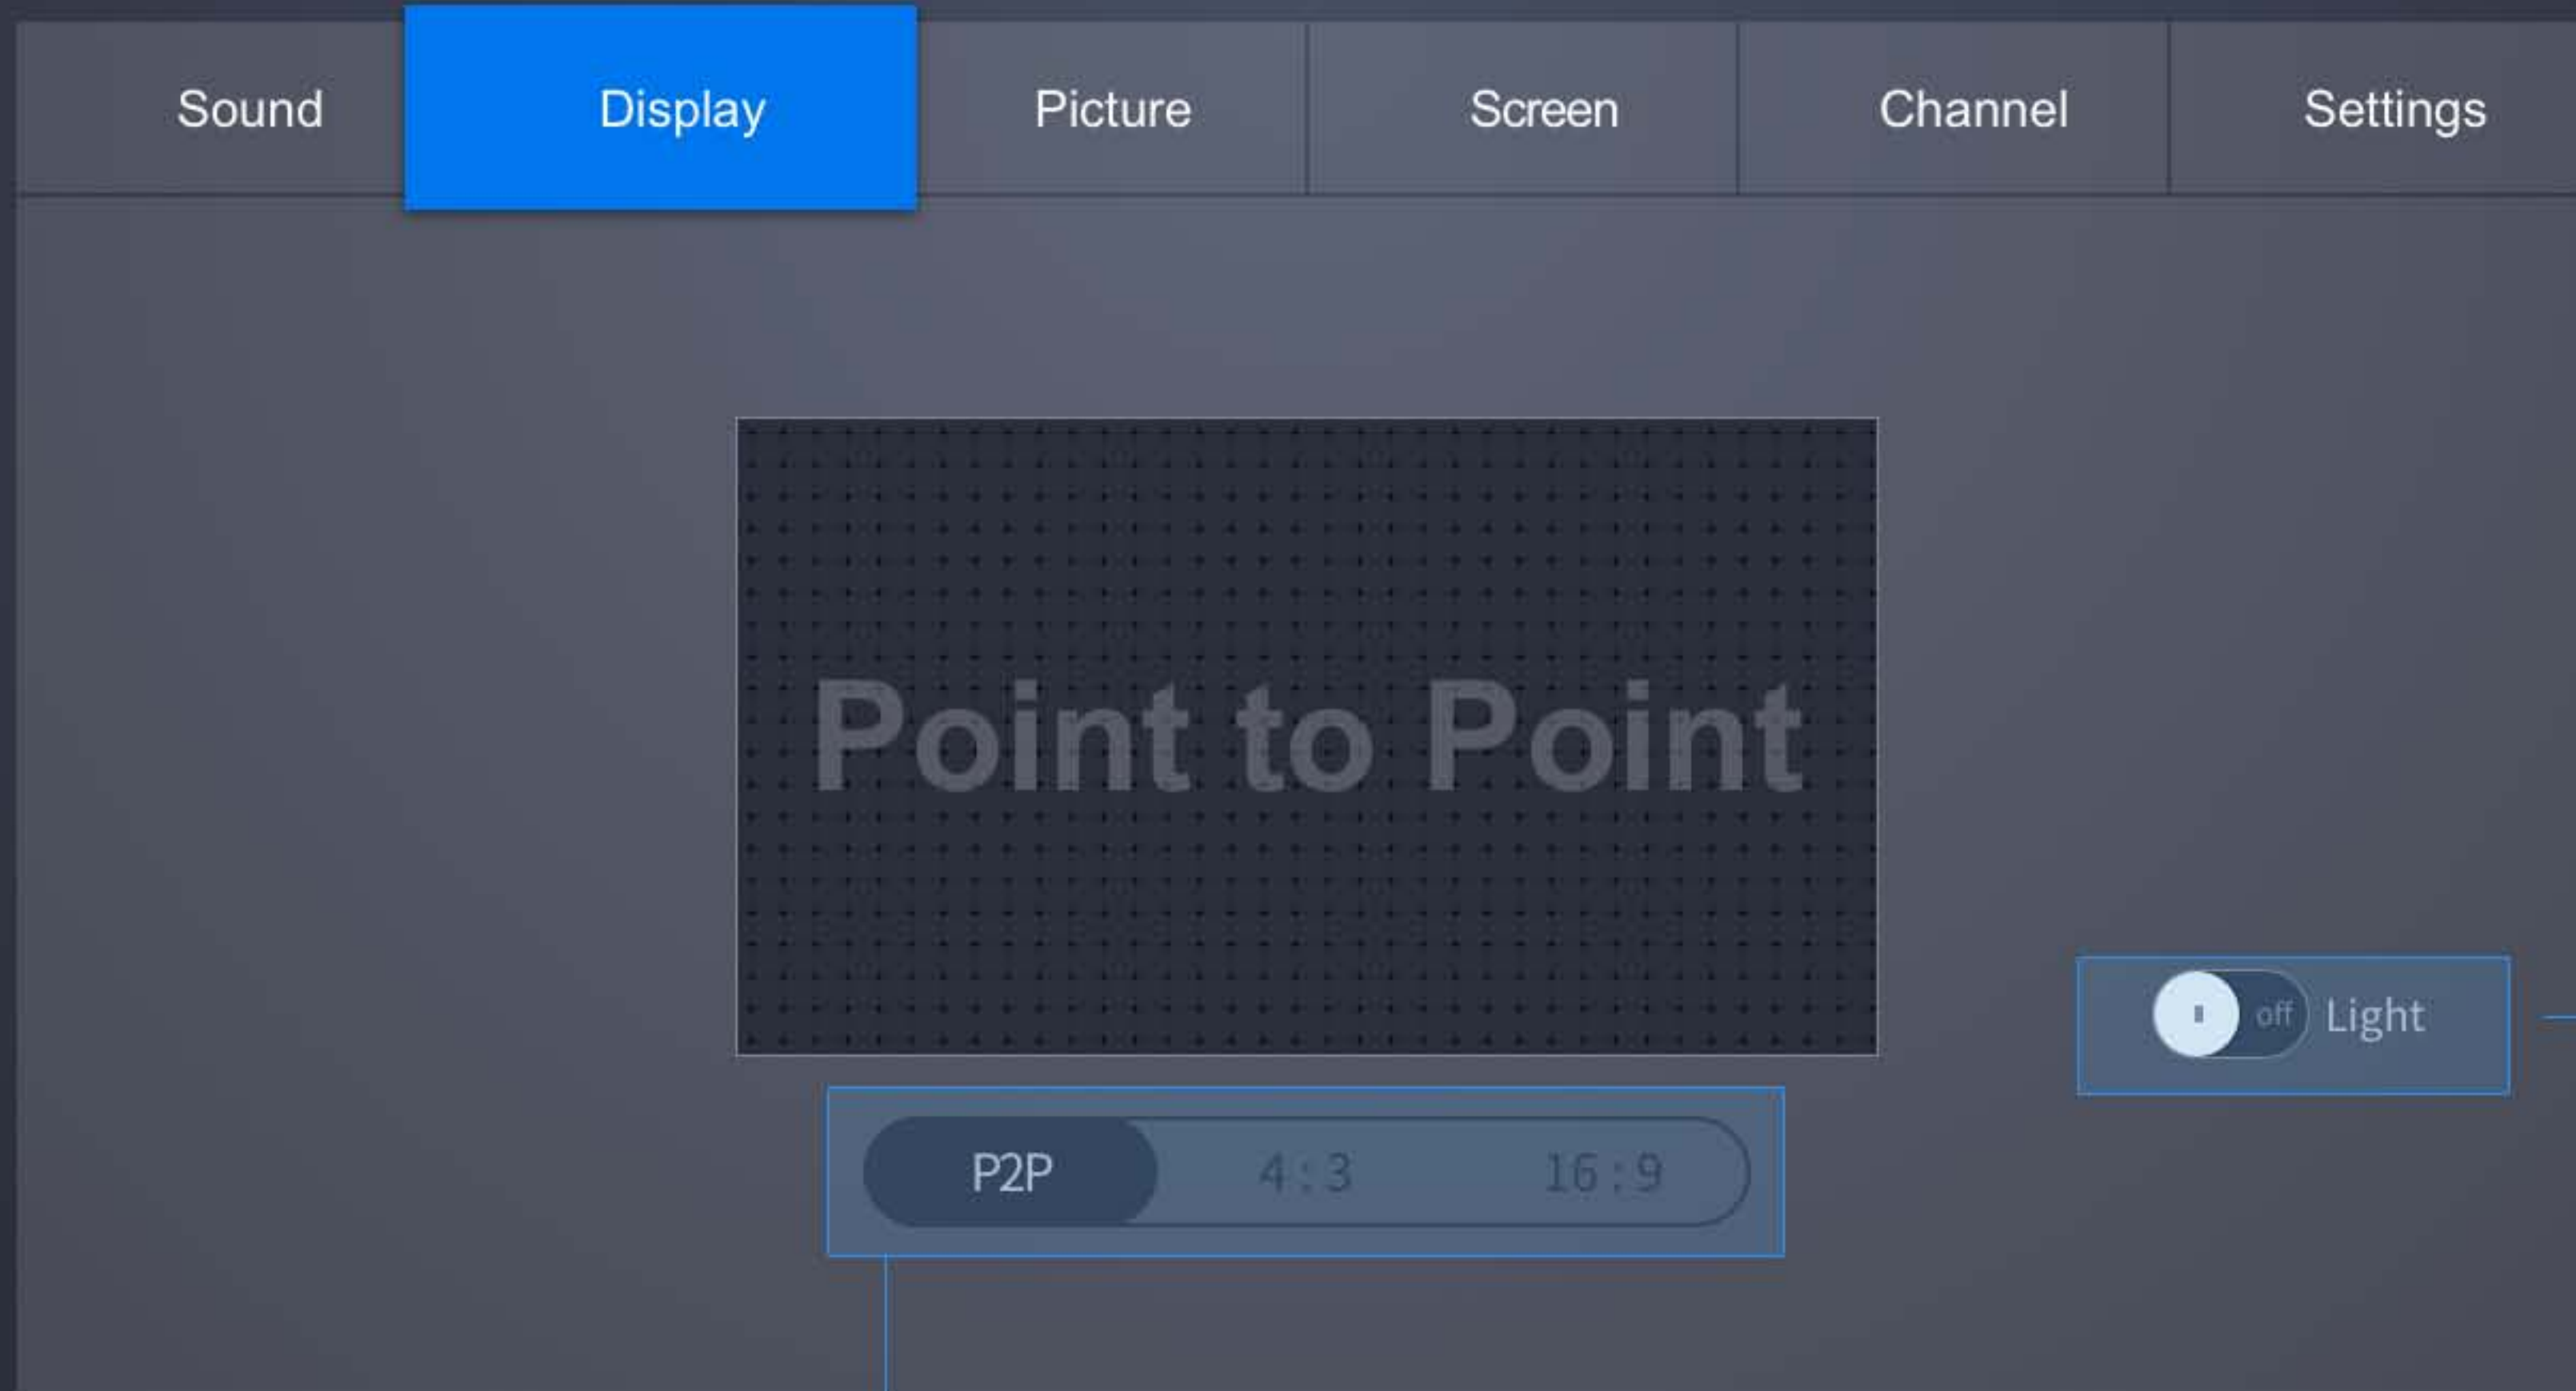 Sound Display Picture Screen Channel Settings
Point to Point
off Light
P2P 4:3 16:9